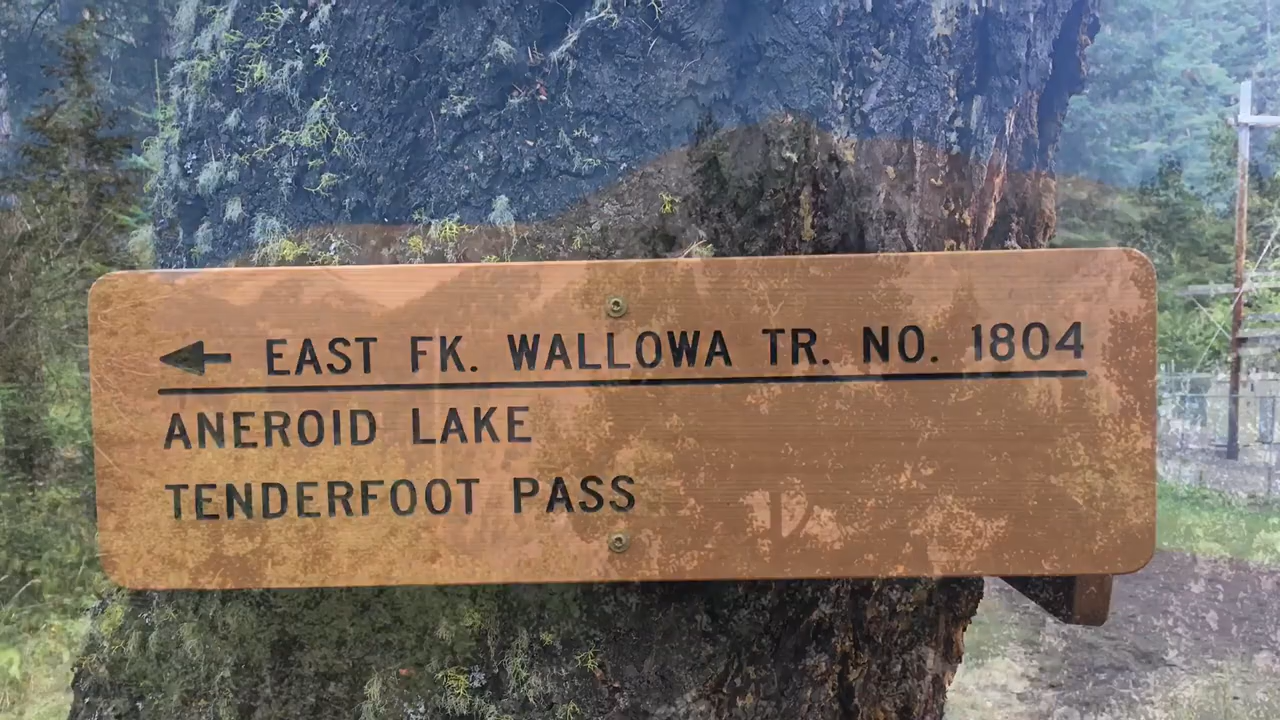 ← EAST FK. WALLOWA TR. NO. 1804
ANEROID LAKE
TENDERFOOT PASS